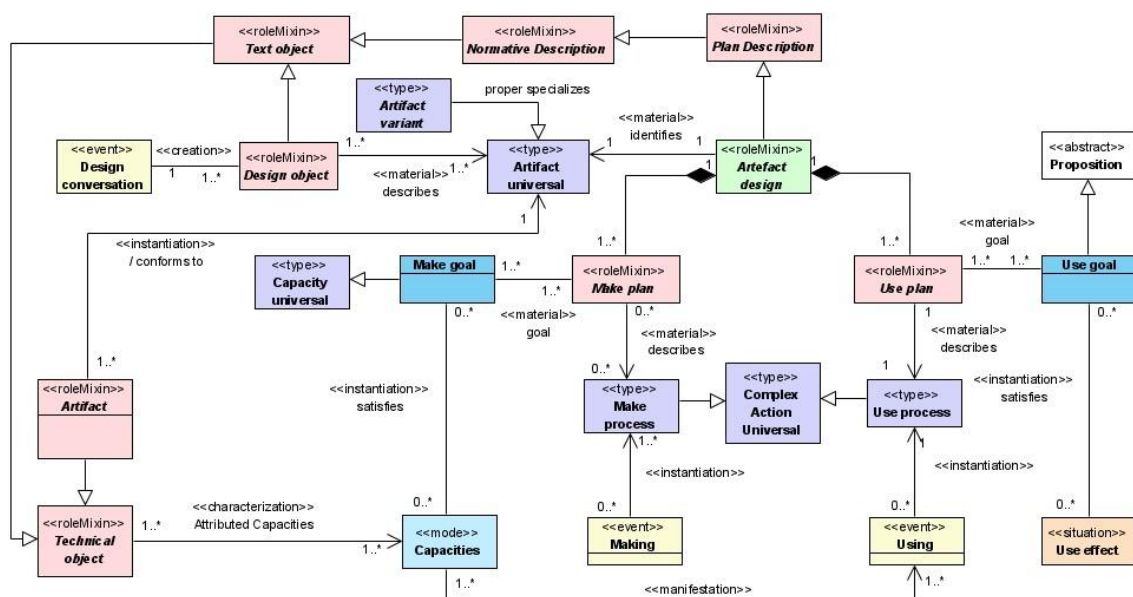 <<roleMixin>>
Text object
<<roleMixin>>
Normative Description
<<roleMixin>>
Plan Description
<<type>>
Artifact
variant
proper specializes
<<event>>
Design
conversation
<<creation>>
1
1..*
<<roleMixin>>
Design object
1..*
<<material>>
describes
1..*
<<type>>
Artifact
universal
1
<<material>>
identifies
1
<<roleMixin>>
Artefact
design
1
1
<<abstract>>
Proposition
1
<<instantiation>>
/ conforms to
<<type>>
Capacity
universal
Make goal
1..*
1..*
<<material>>
goal
1..*
<<roleMixin>>
Make plan
1..*
<<roleMixin>>
Use plan
<<material>>
goal
1..*
1..*
Use goal
0..*
0..*
<<material>>
describes
0..*
1
<<material>>
describes
1
0..*
1..*
<<roleMixin>>
Artifact
<<instantiation>>
satisfies
<<type>>
Make
process
<<type>>
Complex
Action
Universal
<<type>>
Use process
<<instantiation>>
satisfies
1..*
<<instantiation>>
1
<<instantiation>>
<<roleMixin>>
Technical
object
1..*
<<characterization>>
Attributed Capacities
1..*
0..*
<<mode>>
Capacities
1..*
0..*
<<event>>
Making
0..*
<<event>>
Using
1..*
0..*
<<situation>>
Use effect
<<manifestation>>